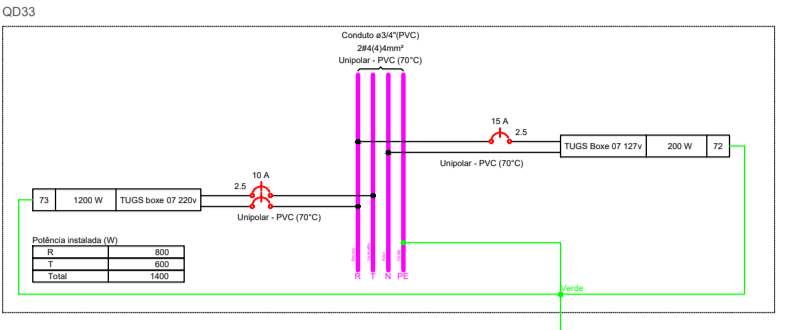 QD33
Conduto ø3/4"(PVC)
2#4(4)4mm²
Unipolar - PVC (70°C)
15 A
2.5
TUGS Boxe 07 127v 200 W 72
Unipolar - PVC (70°C)
10 A
2.5
73 1200 W TUGS boxe 07 220v
Unipolar - PVC (70°C)
Potência instalada (W)
R 800
T 600
Total 1400
Verde
R T N PE
Verde